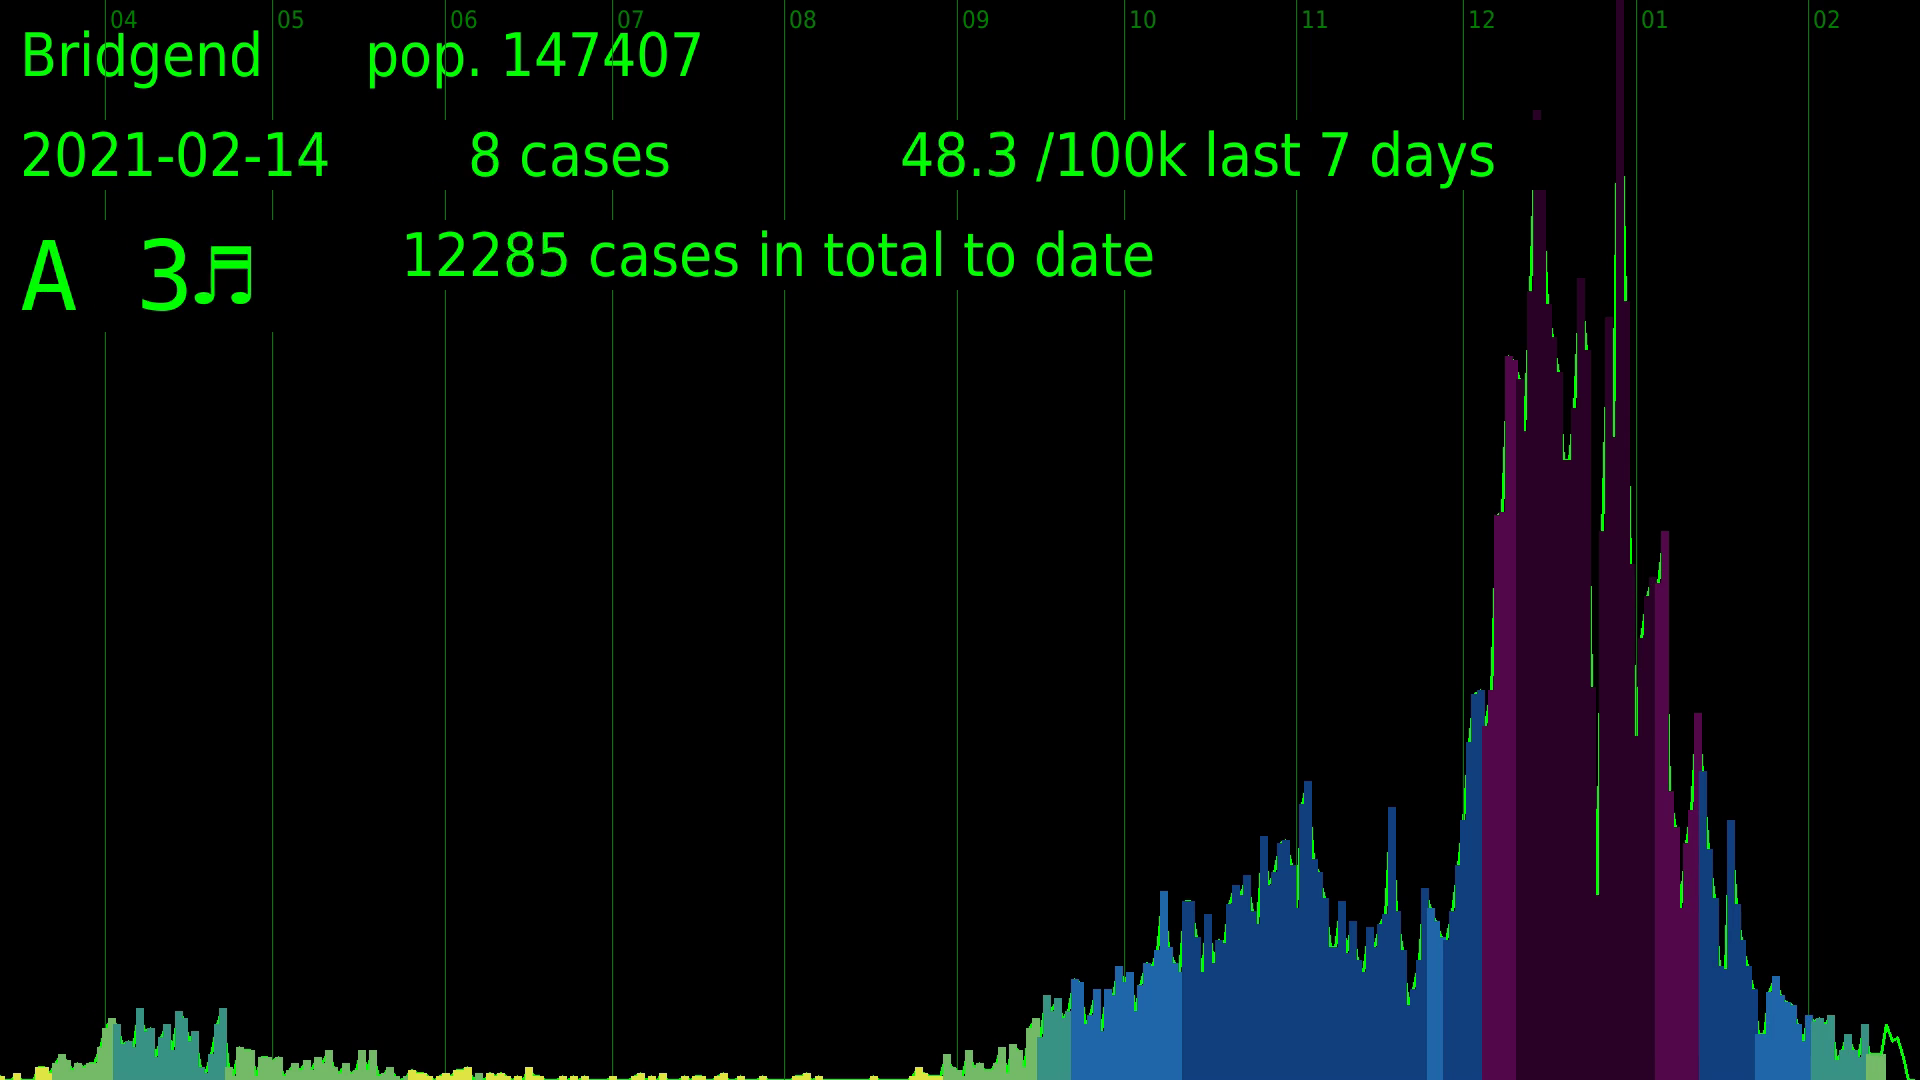 04 05 06 07 08 09 10 11 12 01 02
Bridgend pop. 147407
2021-02-14 8 cases 48.3 /100k last 7 days
A 3♬ 12285 cases in total to date